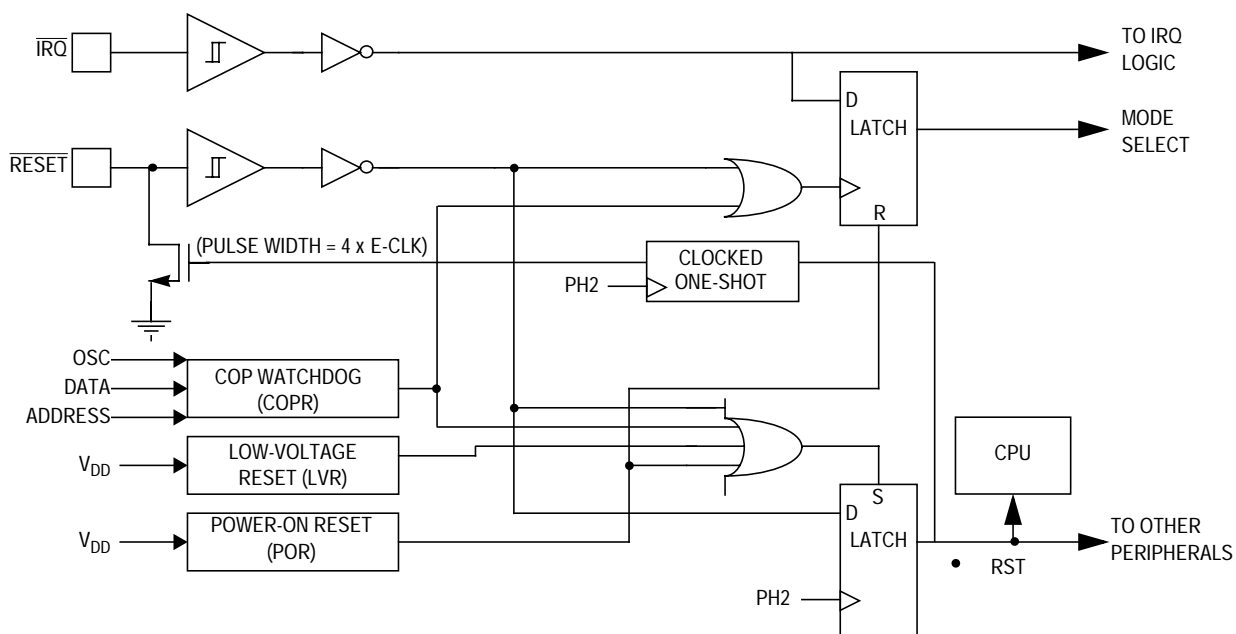 IRQ
TO IRQ
LOGIC
D
LATCH
MODE
SELECT
RESET
R
(PULSE WIDTH = 4 x E-CLK)
CLOCKED
ONE-SHOT
PH2
OSC
DATA
ADDRESS
COP WATCHDOG
(COPR)
VDD
LOW-VOLTAGE
RESET (LVR)
CPU
S
D
LATCH
VDD
POWER-ON RESET
(POR)
TO OTHER
PERIPHERALS
RST
PH2